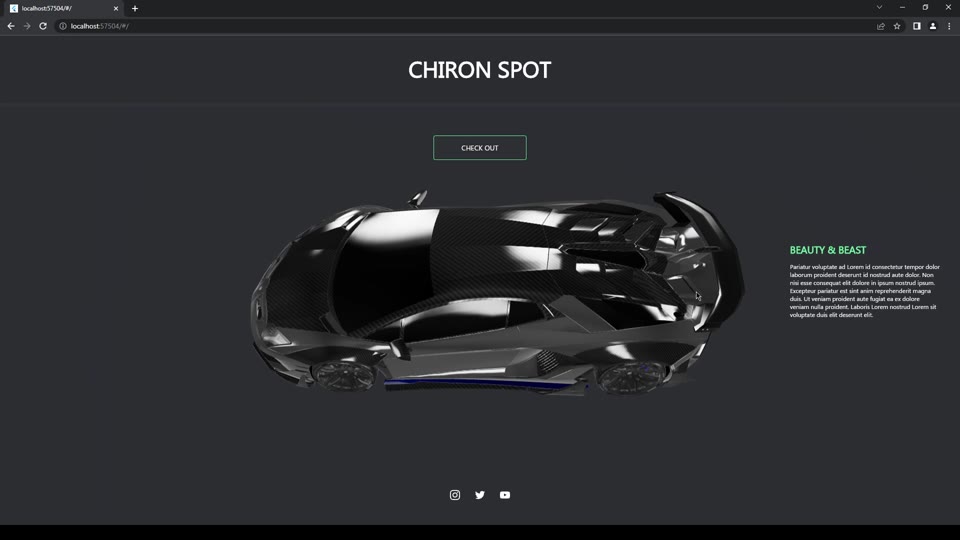 localhost:57504/#/
localhost:57504/#/
CHIRON SPOT
CHECK OUT
BEAUTY & BEAST
Pariatur voluptate ad Lorem id consectetur tempor dolor
laborum proident deserunt id nostrud aute dolor. Non
nisi esse consequat elit dolore in ipsum nostrud ipsum.
Excepteur pariatur est sint anim reprehenderit magna
duis. Ut veniam proident aute fugiat ea ex dolore
veniam nulla proident. Laboris Lorem nostrud Lorem sit
voluptate duis elit deserunt elit.